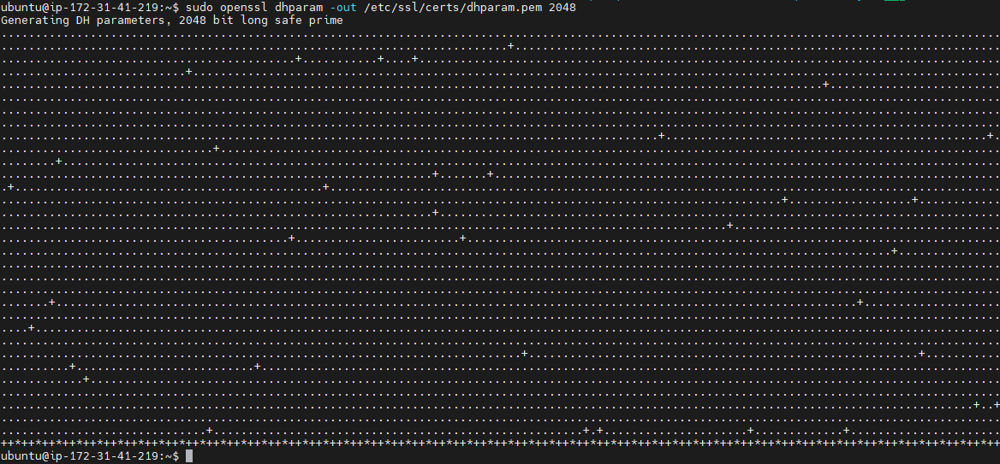 ubuntu@ip-172-31-41-219:~$ sudo openssl dhparam -out /etc/ssl/certs/dhparam.pem 2048
Generating DH parameters, 2048 bit long safe prime
ubuntu@ip-172-31-41-219:~$